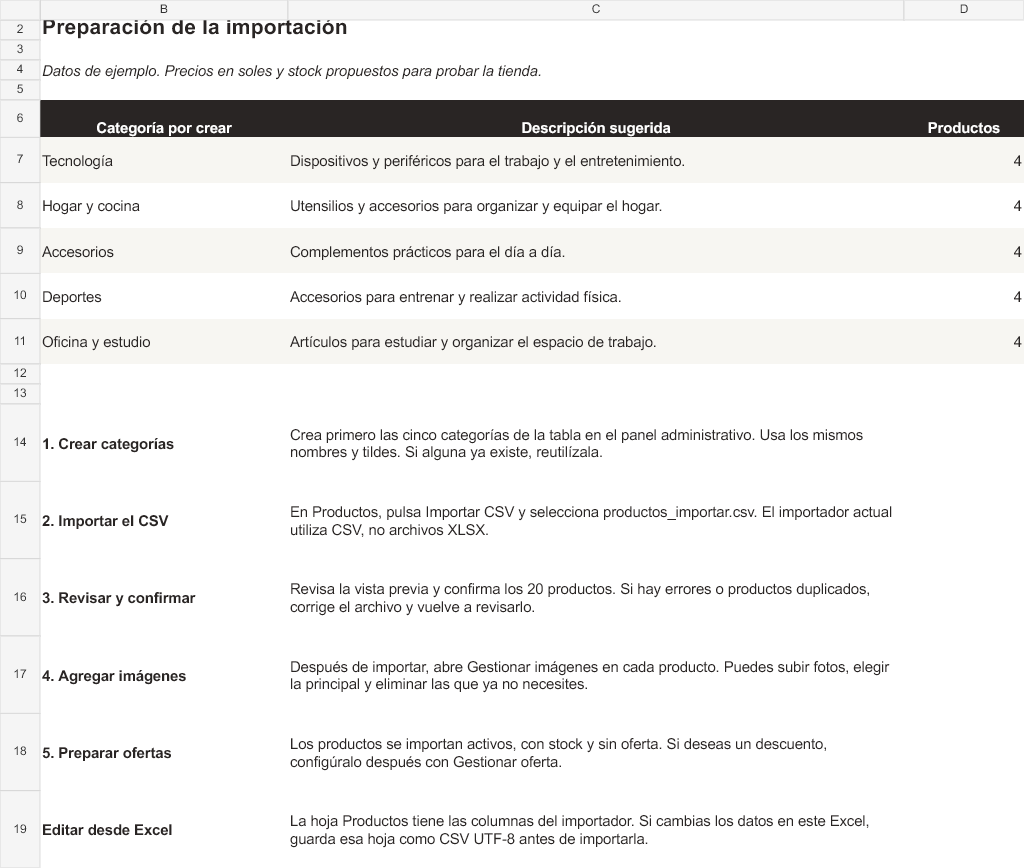 B C D
2 Preparación de la importación
3
4 Datos de ejemplo. Precios en soles y stock propuestos para probar la tienda.
5
6 Categoría por crear Descripción sugerida Productos
7 Tecnología Dispositivos y periféricos para el trabajo y el entretenimiento. 4
8 Hogar y cocina Utensilios y accesorios para organizar y equipar el hogar. 4
9 Accesorios Complementos prácticos para el día a día. 4
10 Deportes Accesorios para entrenar y realizar actividad física. 4
11 Oficina y estudio Artículos para estudiar y organizar el espacio de trabajo. 4
12
13
14 1. Crear categorías Crea primero las cinco categorías de la tabla en el panel administrativo. Usa los mismos
nombres y tildes. Si alguna ya existe, reutilízala.
15 2. Importar el CSV En Productos, pulsa Importar CSV y selecciona productos_importar.csv. El importador actual
utiliza CSV, no archivos XLSX.
16 3. Revisar y confirmar Revisa la vista previa y confirma los 20 productos. Si hay errores o productos duplicados,
corrige el archivo y vuelve a revisarlo.
17 4. Agregar imágenes Después de importar, abre Gestionar imágenes en cada producto. Puedes subir fotos, elegir
la principal y eliminar las que ya no necesites.
18 5. Preparar ofertas Los productos se importan activos, con stock y sin oferta. Si deseas un descuento,
configúralo después con Gestionar oferta.
19 Editar desde Excel La hoja Productos tiene las columnas del importador. Si cambias los datos en este Excel,
guarda esa hoja como CSV UTF-8 antes de importarla.